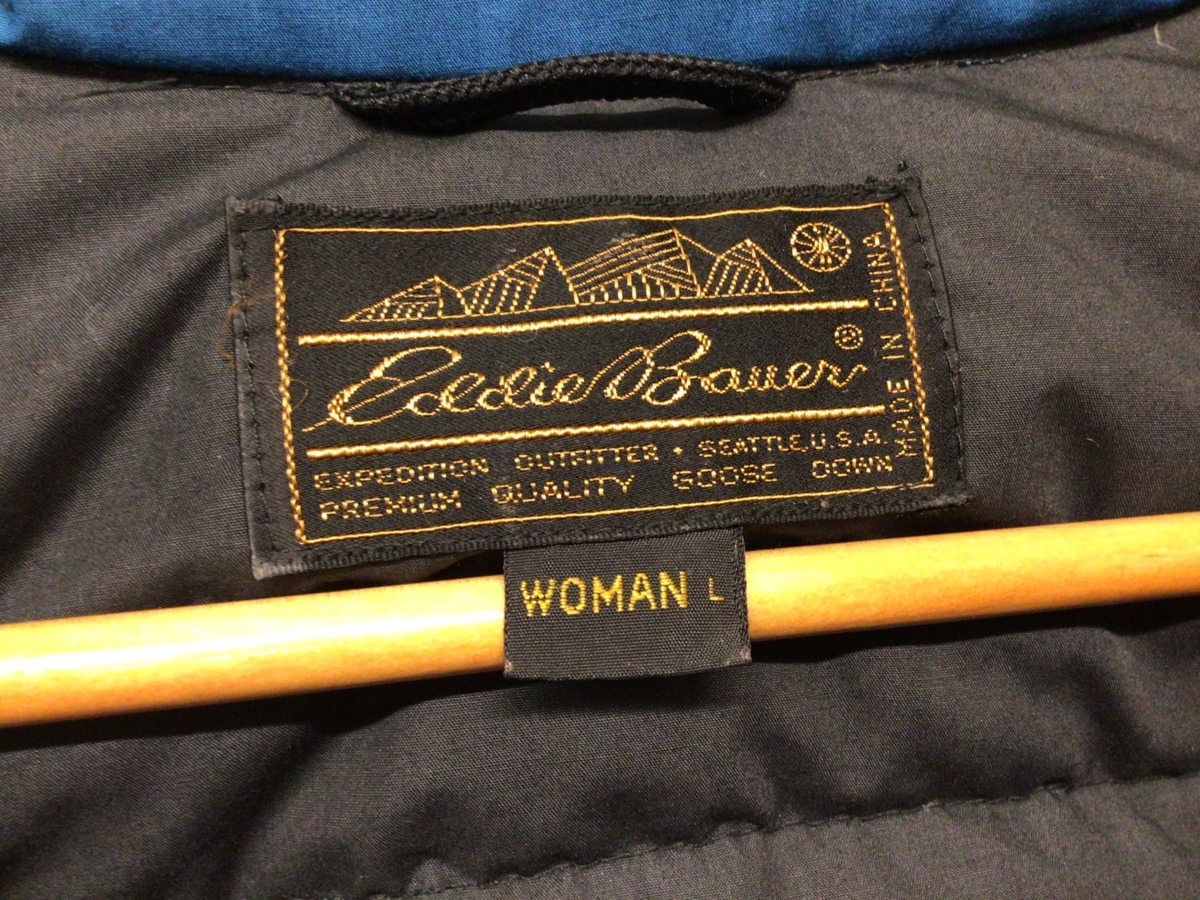 Eddie Bauer®
EXPEDITION OUTFITTER • SEATTLE, U.S.A.
PREMIUM QUALITY GOOSE DOWN
MADE IN CHINA
WOMAN L